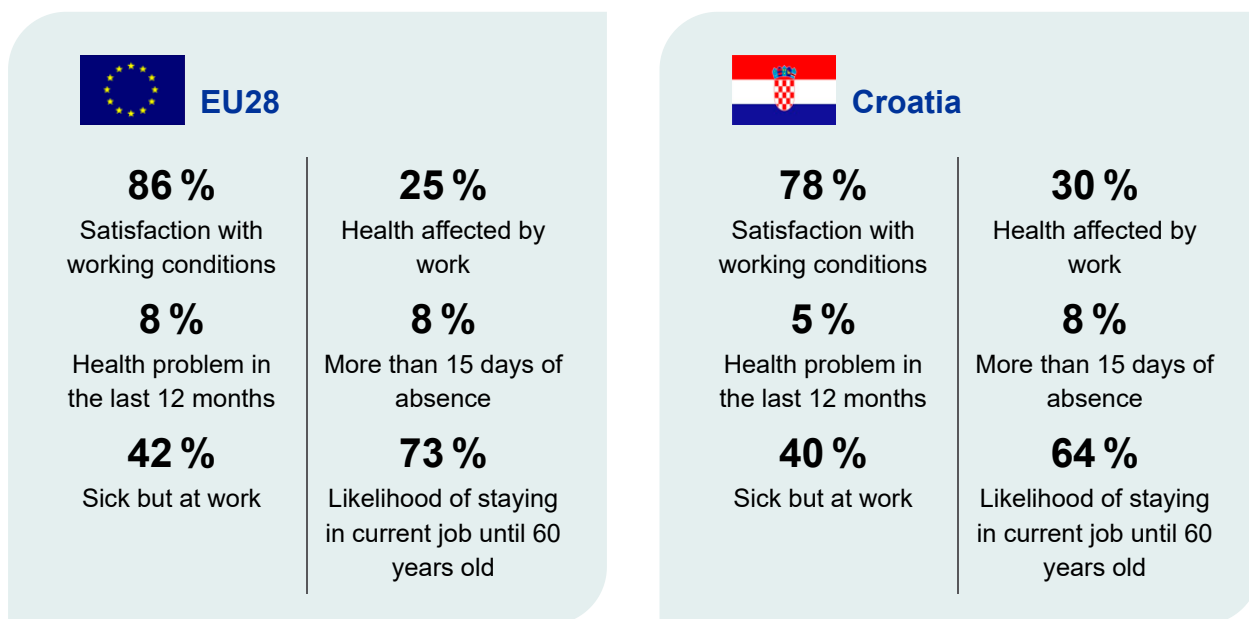 EU28
86 %
Satisfaction with
working conditions
8 %
Health problem in
the last 12 months
42 %
Sick but at work
25 %
Health affected by
work
8 %
More than 15 days of
absence
73 %
Likelihood of staying
in current job until 60
years old
Croatia
78 %
Satisfaction with
working conditions
5 %
Health problem in
the last 12 months
40 %
Sick but at work
30 %
Health affected by
work
8 %
More than 15 days of
absence
64 %
Likelihood of staying
in current job until 60
years old